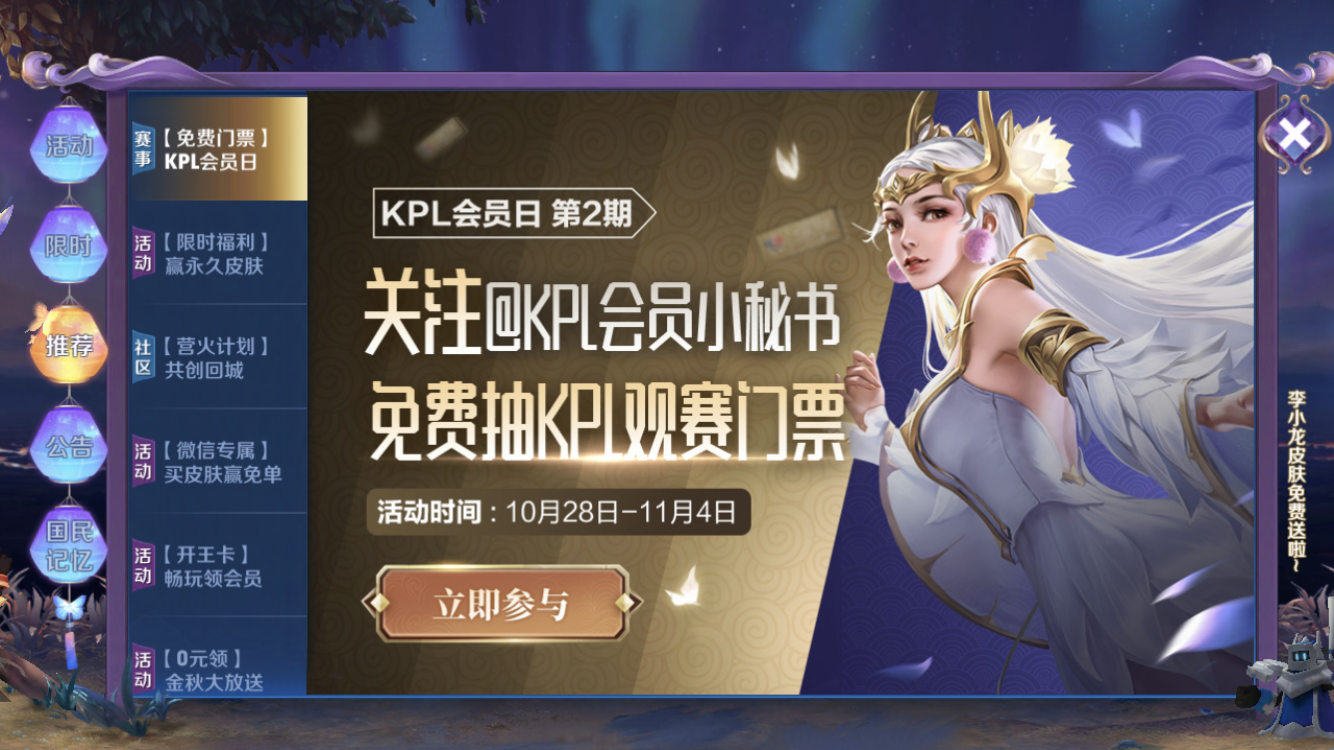 活动
限时
推荐
公告
国民
记忆
赛事
【免费门票】
KPL会员日
活动
【限时福利】
赢永久皮肤
社区
【营火计划】
共创回城
活动
【微信专属】
买皮肤赢免单
活动
【开王卡】
畅玩领会员
活动
【0元领】
金秋大放送
KPL会员日 第2期
关注@KPL会员小秘书
免费抽KPL观赛门票
活动时间：10月28日-11月4日
立即参与
李小龙皮肤免费送啦~